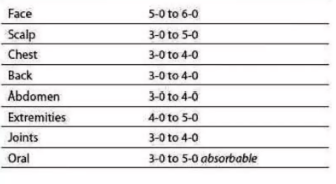 Face 5-0 to 6-0
Scalp 3-0 to 5-0
Chest 3-0 to 4-0
Back 3-0 to 4-0
Abdomen 3-0 to 4-0
Extremities 4-0 to 5-0
Joints 3-0 to 4-0
Oral 3-0 to 5-0 absorbable